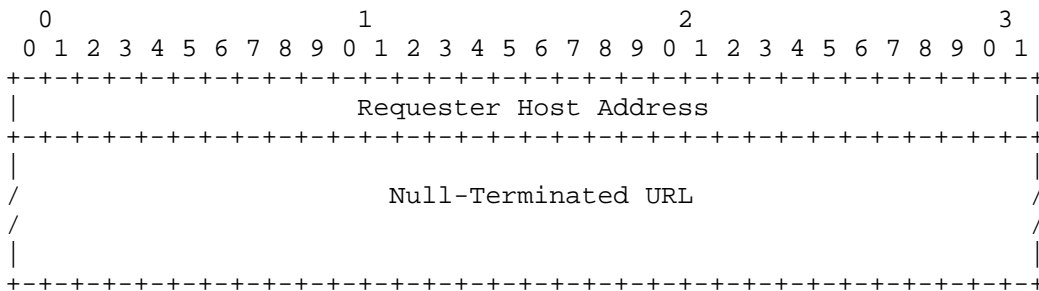 0                   1                   2                   3
 0 1 2 3 4 5 6 7 8 9 0 1 2 3 4 5 6 7 8 9 0 1 2 3 4 5 6 7 8 9 0 1
+-+-+-+-+-+-+-+-+-+-+-+-+-+-+-+-+-+-+-+-+-+-+-+-+-+-+-+-+-+-+-+-+
|                     Requester Host Address                    |
+-+-+-+-+-+-+-+-+-+-+-+-+-+-+-+-+-+-+-+-+-+-+-+-+-+-+-+-+-+-+-+-+
|                                                               |
/                       Null-Terminated URL                     /
/                                                               /
|                                                               |
+-+-+-+-+-+-+-+-+-+-+-+-+-+-+-+-+-+-+-+-+-+-+-+-+-+-+-+-+-+-+-+-+